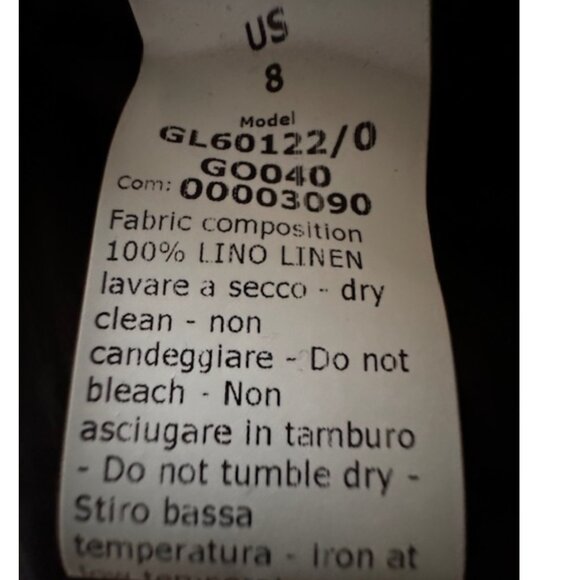 US
8
Model
GL60122/0
GO040
Com: 00003090
Fabric composition
100% LINO LINEN
lavare a secco - dry
clean - non
candeggiare - Do not
bleach - Non
asciugare in tamburo
- Do not tumble dry -
Stiro bassa
temperatura - iron at